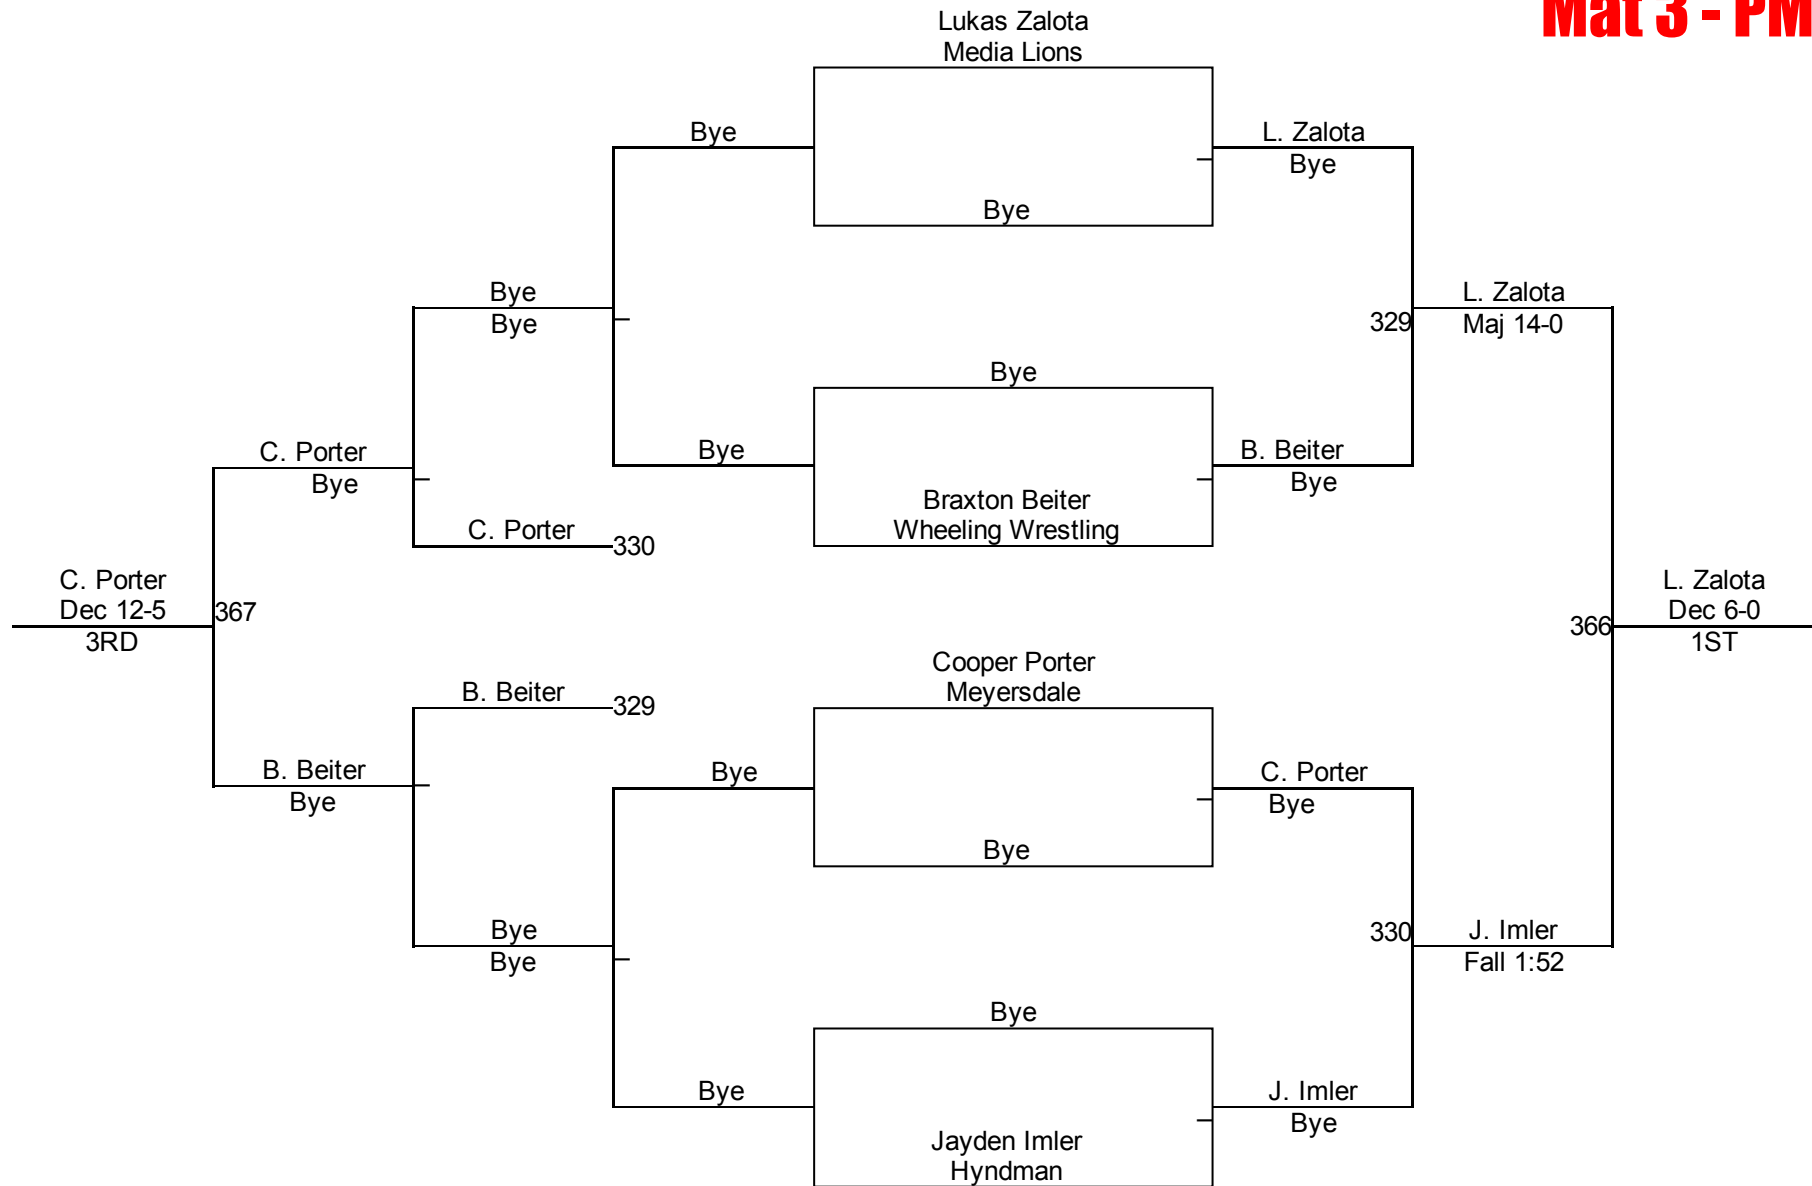 Mat 3 - PM
Lukas Zalota
Media Lions
Bye
L. Zalota
Bye
Bye
Bye
Bye
L. Zalota
329
Maj 14-0
Bye
C. Porter
Bye
Bye
B. Beiter
Bye
Braxton Beiter
Wheeling Wrestling
C. Porter
330
C. Porter
Dec 12-5
367
3RD
L. Zalota
Dec 6-0
366
1ST
Cooper Porter
Meyersdale
B. Beiter
329
B. Beiter
Bye
Bye
C. Porter
Bye
Bye
Bye
Bye
330
J. Imler
Fall 1:52
Bye
Bye
J. Imler
Bye
Jayden Imler
Hyndman